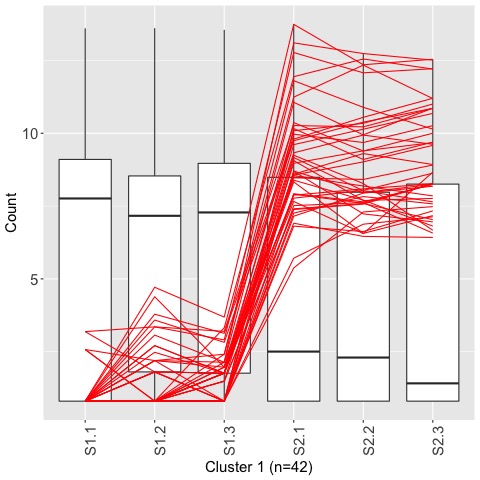 Count
10
5
S1.1
S1.2
S1.3
S2.1
S2.2
S2.3
Cluster 1 (n=42)